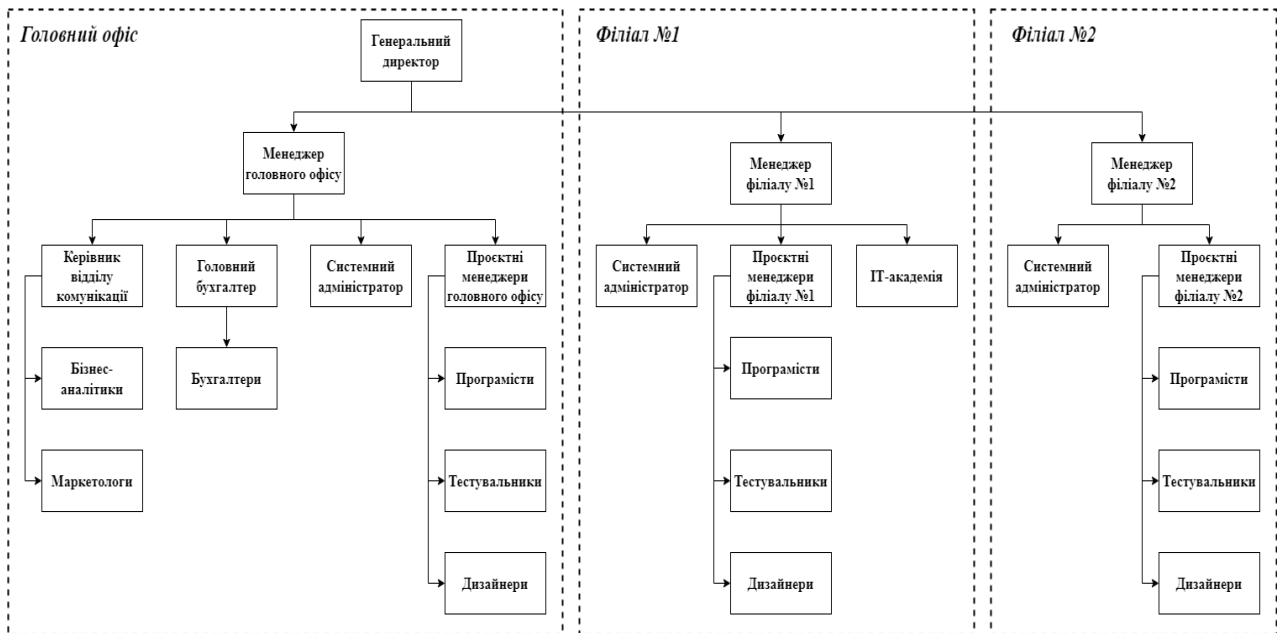 Головний офіс
Генеральний
директор
Менеджер
головного офісу
Керівник
відділу
комунікації
Головний
бухгалтер
Системний
адміністратор
Проєктні
менеджери
головного офісу
Бізнес-
аналітики
Бухгалтери
Програмісти
Маркетологи
Тестувальники
Дизайнери
Філіал №1
Менеджер
філіалу №1
Системний
адміністратор
Проєктні
менеджери
філіалу №1
ІТ-академія
Програмісти
Тестувальники
Дизайнери
Філіал №2
Менеджер
філіалу №2
Системний
адміністратор
Проєктні
менеджери
філіалу №2
Програмісти
Тестувальники
Дизайнери